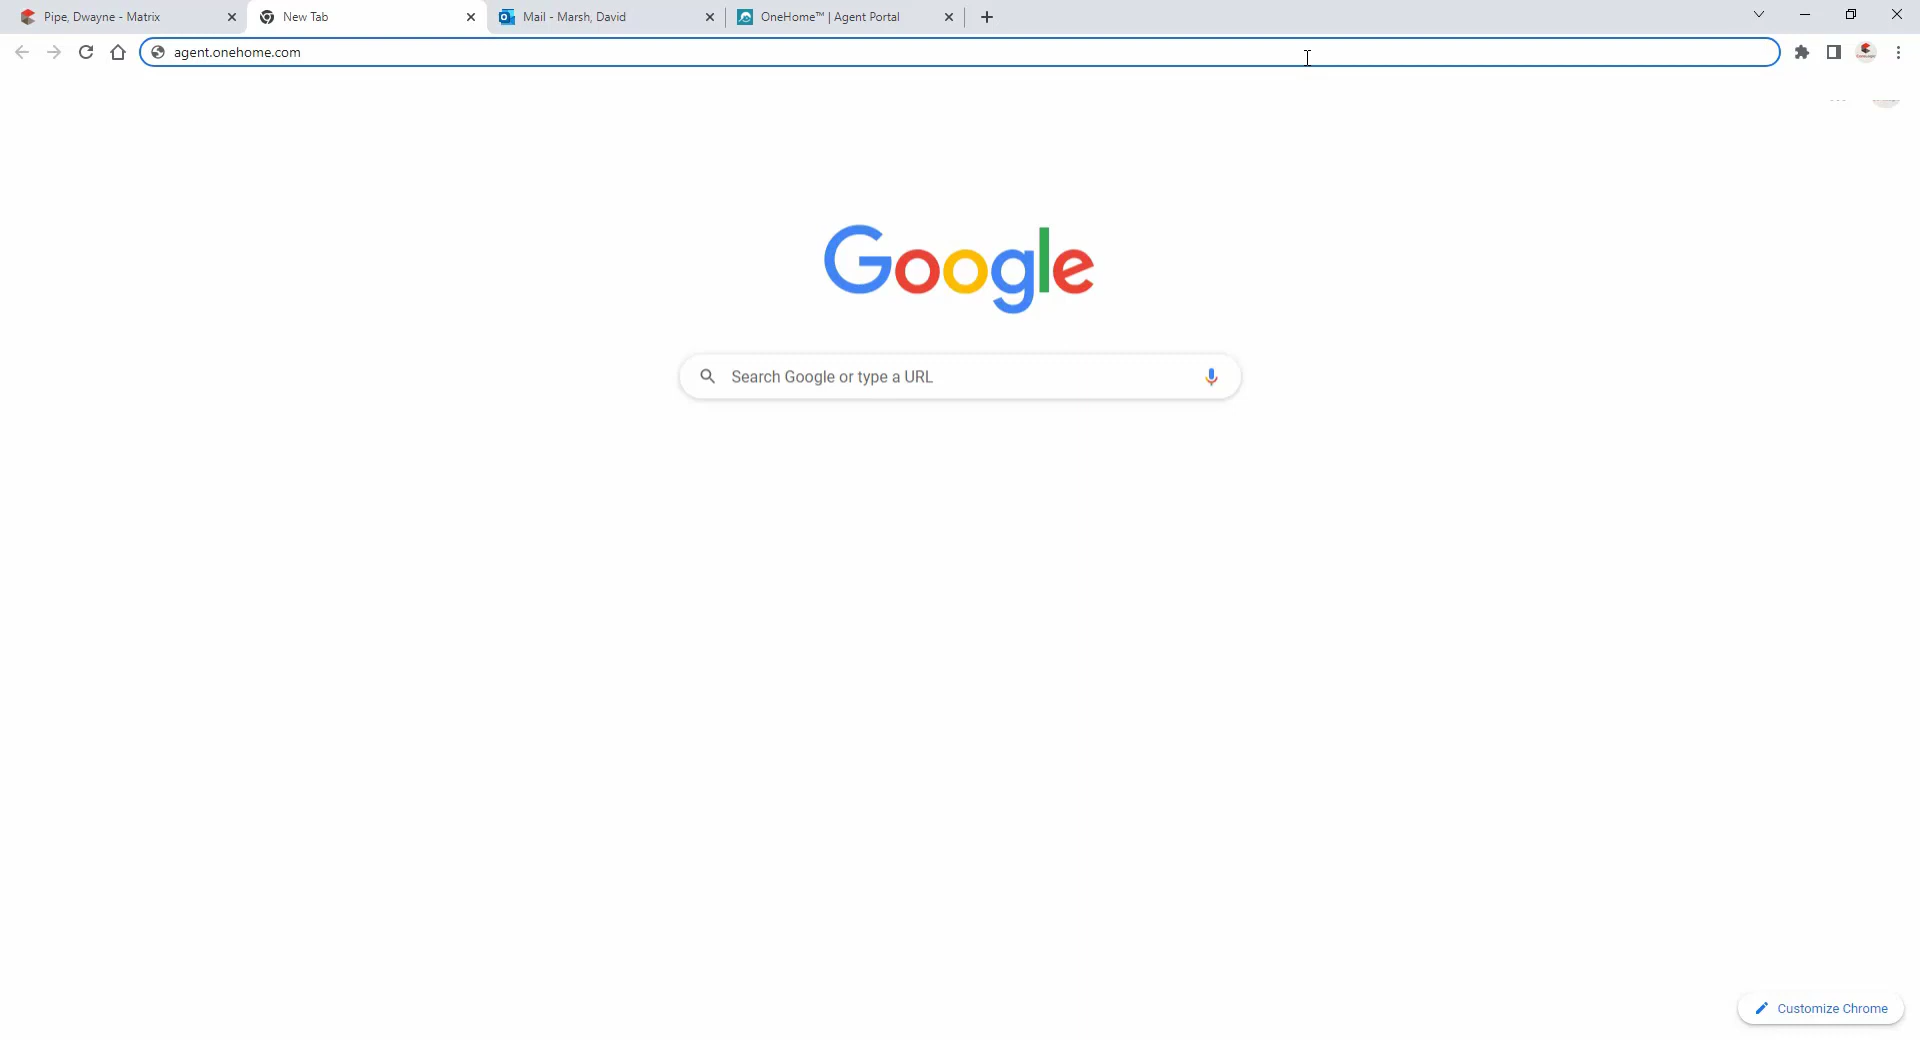 Pipe, Dwayne - Matrix
New Tab
Mail - Marsh, David
OneHome™ | Agent Portal
agent.onehome.com
Google
Search Google or type a URL
Customize Chrome